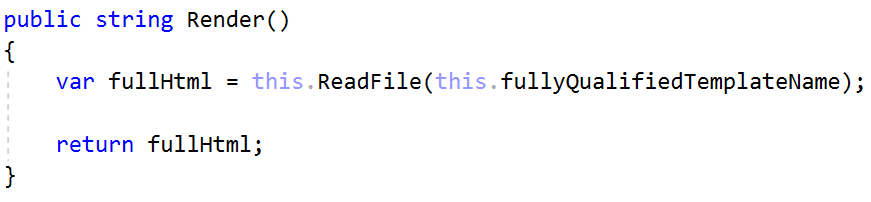 public string Render()
{
    var fullHtml = this.ReadFile(this.fullyQualifiedTemplateName);
    return fullHtml;
}